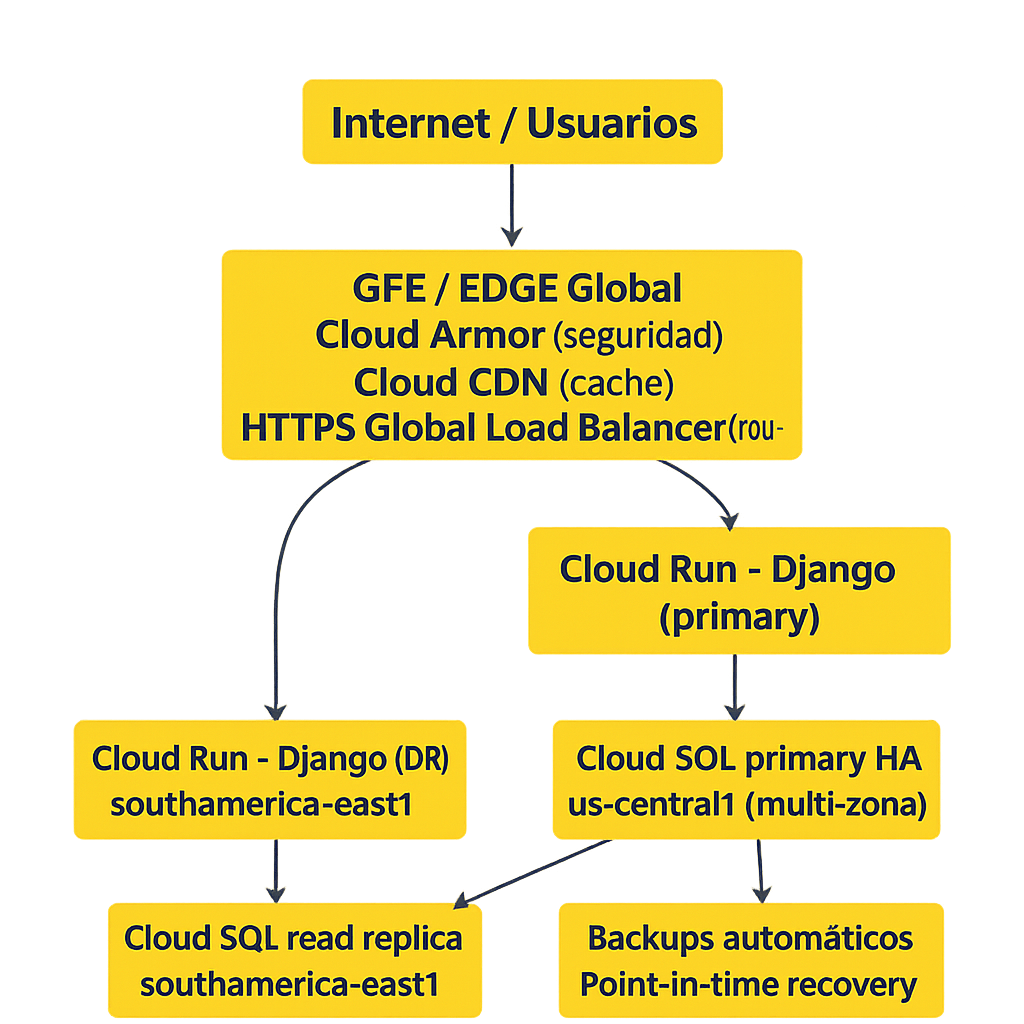 Internet / Usuarios
GFE / EDGE Global
Cloud Armor (seguridad)
Cloud CDN (cache)
HTTPS Global Load Balancer(rou-
Cloud Run - Django
(primary)
Cloud Run - Django (DR)
southamerica-east1
Cloud SOL primary HA
us-central1 (multi-zona)
Cloud SQL read replica
southamerica-east1
Backups automáticos
Point-in-time recovery